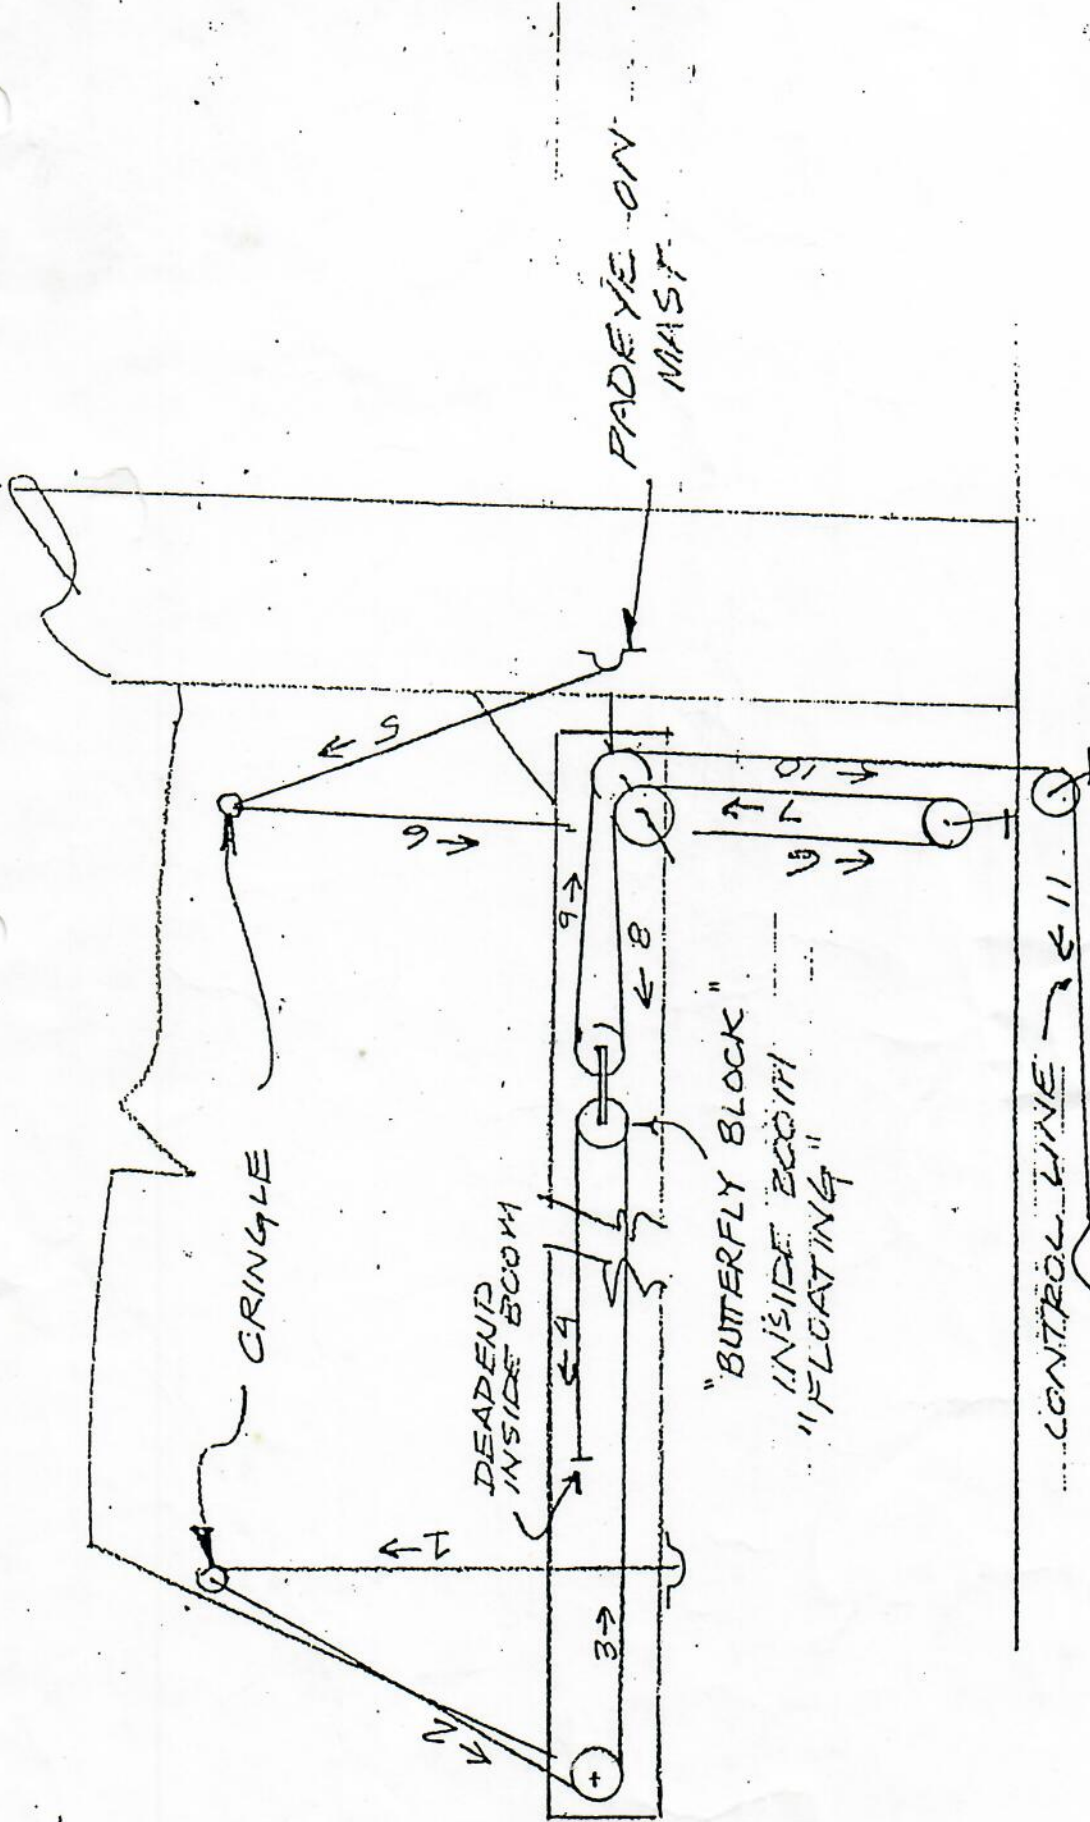 CRINGLE
5
6
PADEYE ON
MAST
1
2
DEADEND
INSIDE BOOM
4
3
9
8
10
7
6
"BUTTERFLY BLOCK"
INSIDE BOOM
"FLOATING"
CONTROL LINE
11